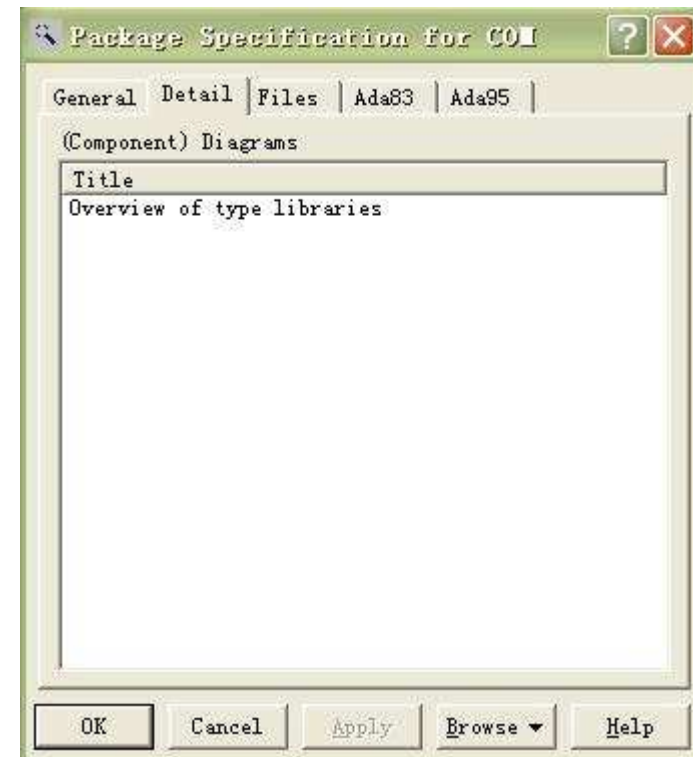 Package Specification for COM
General Detail Files Ada83 Ada95
(Component) Diagrams
Title
Overview of type libraries
OK Cancel Apply Browse Help